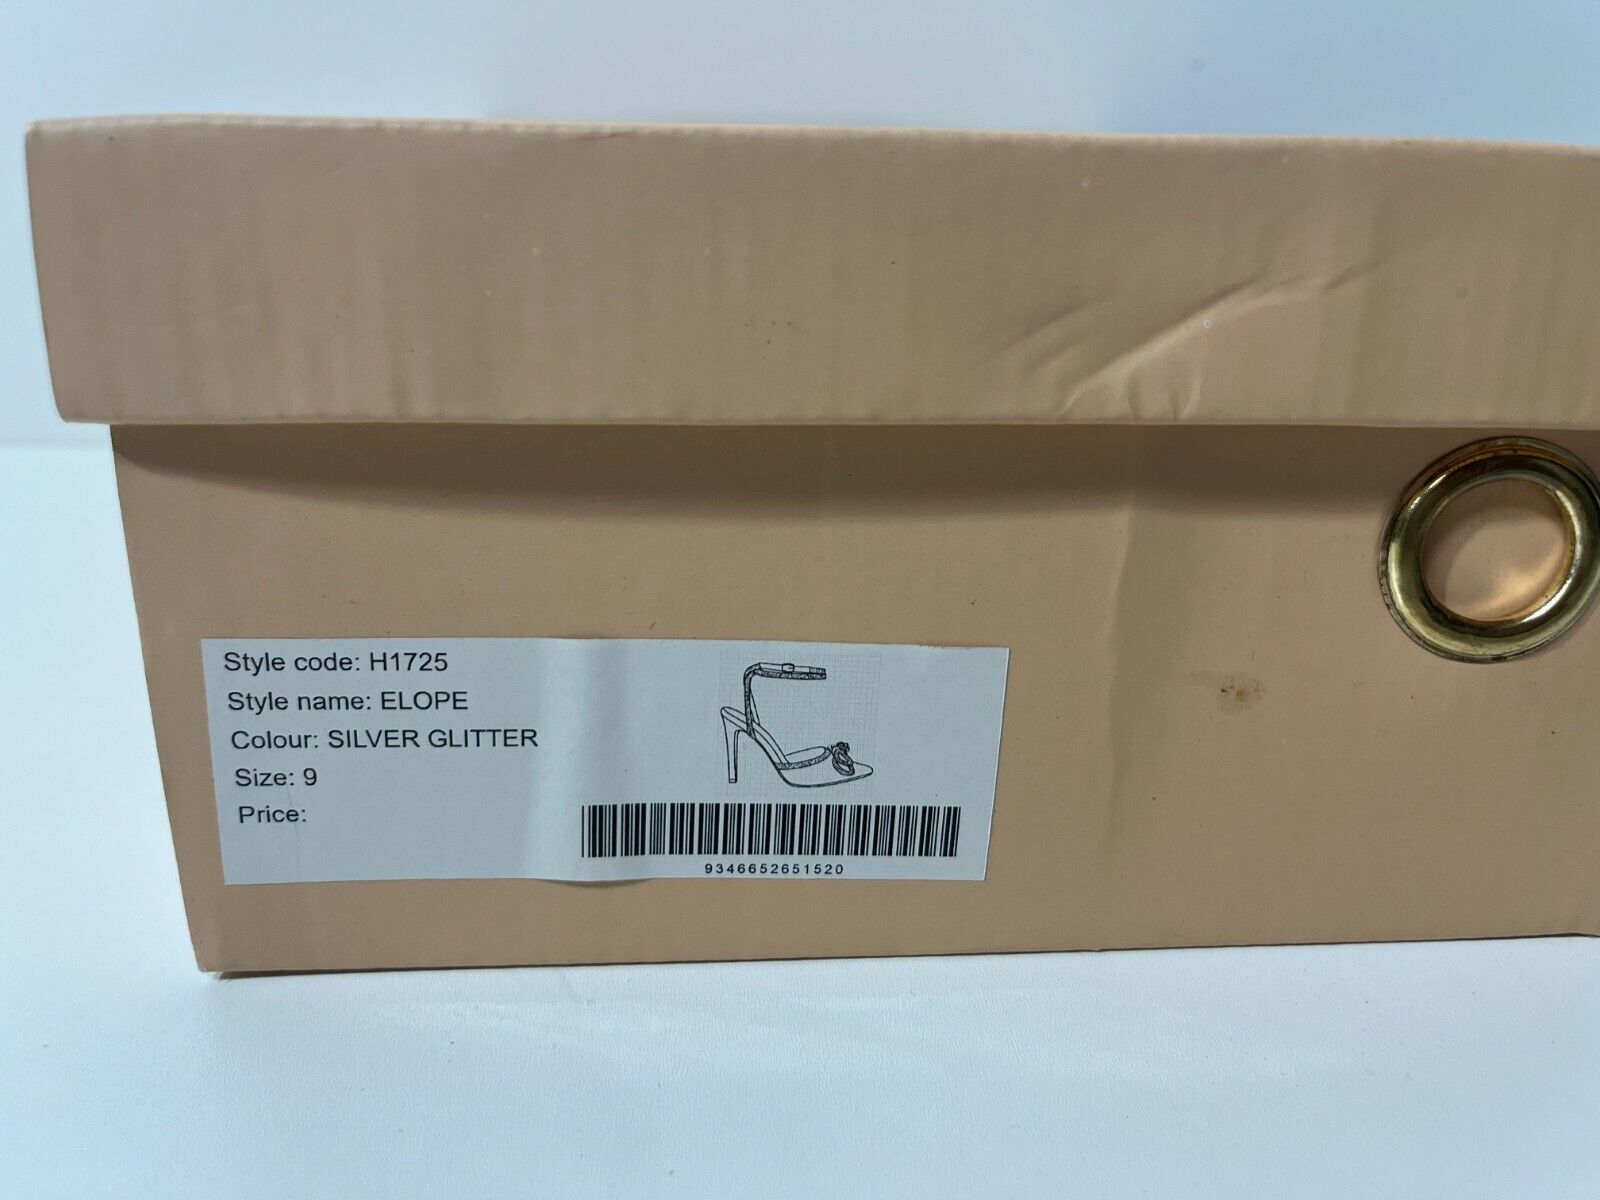 Style code: H1725
Style name: ELOPE
Colour: SILVER GLITTER
Size: 9
Price:
9346652651520